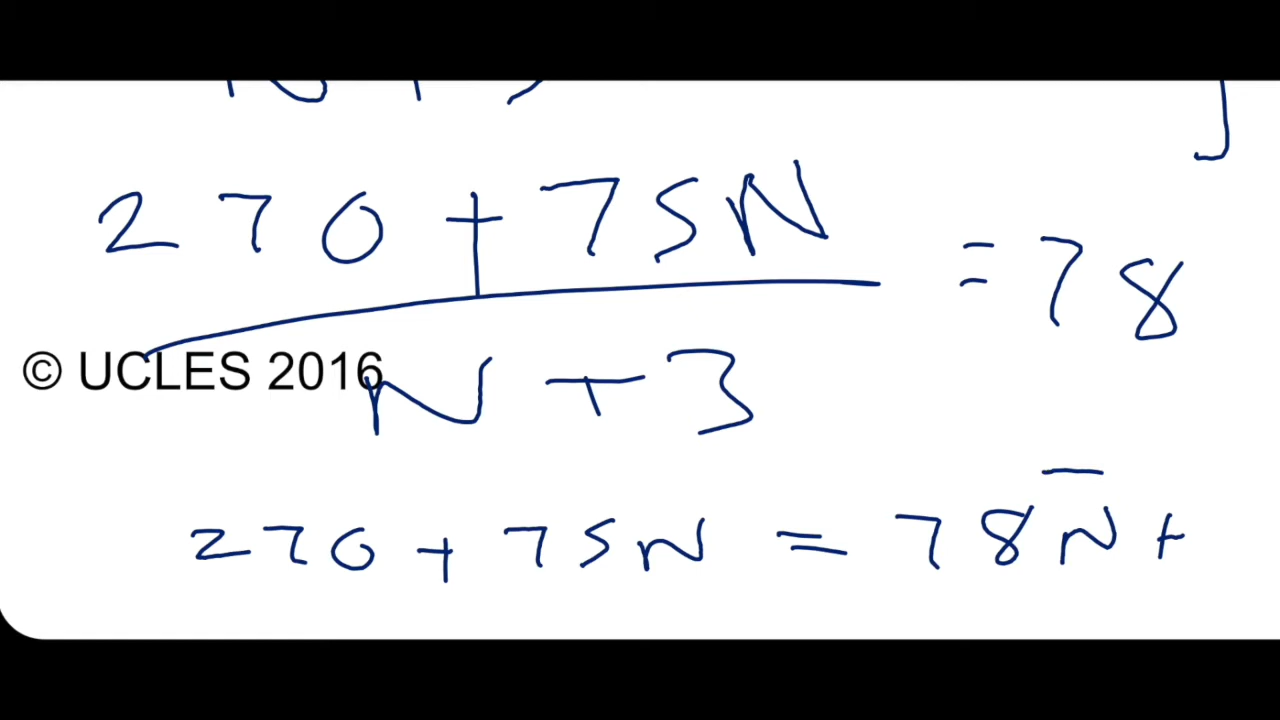 270 + 75N = 78
© UCLES 2016
N + 3
270 + 75N = 78N +